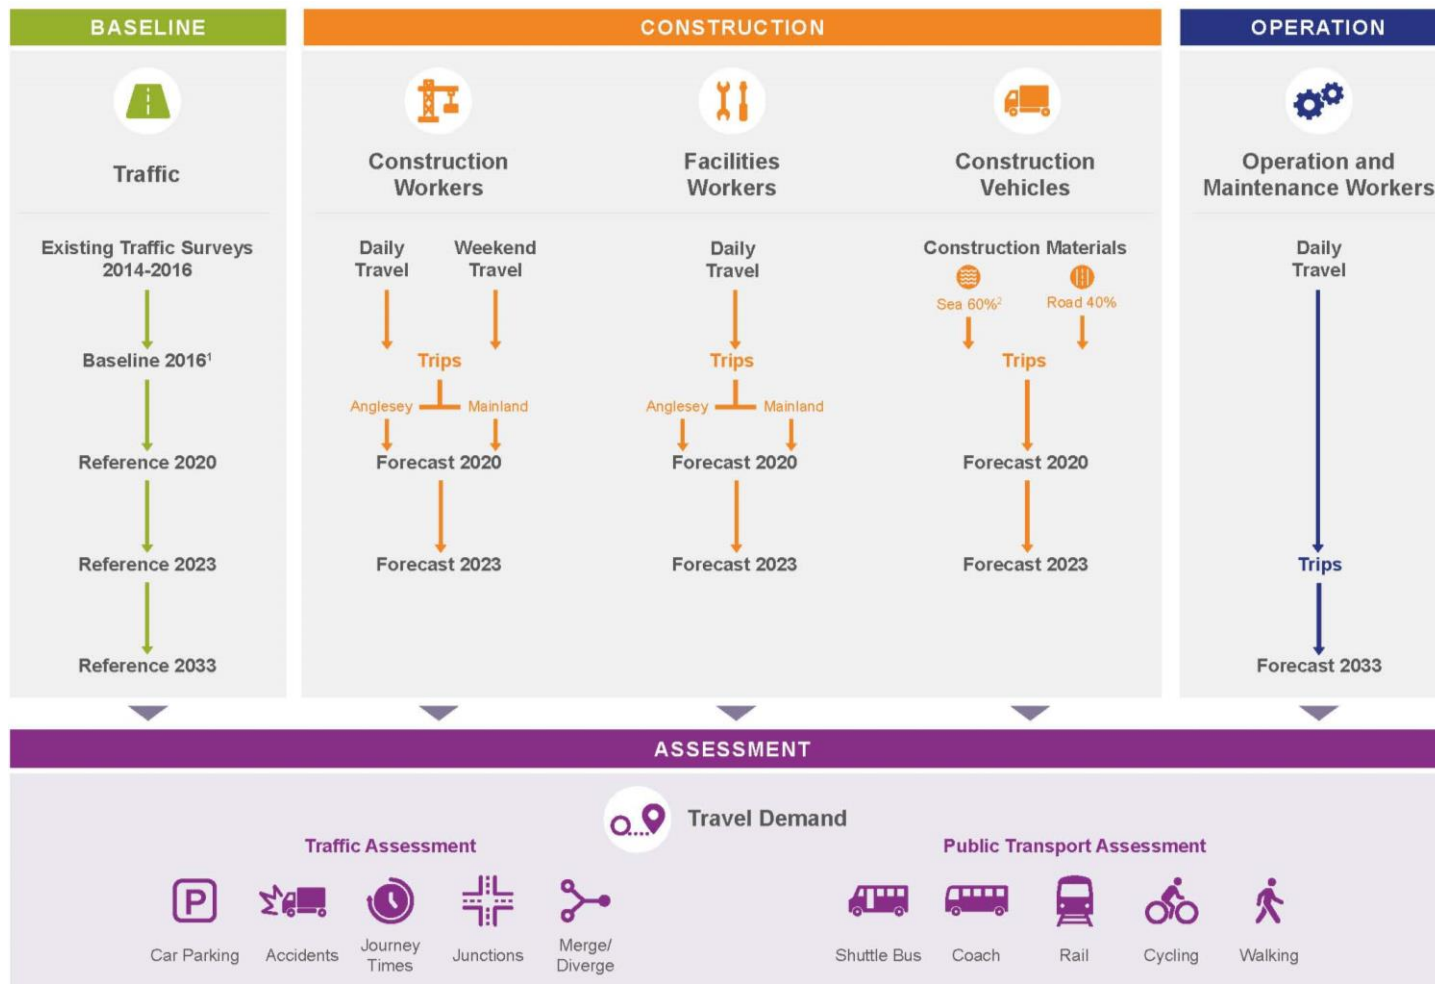 BASELINE
CONSTRUCTION
OPERATION
Traffic
Construction
Workers
Facilities
Workers
Construction
Vehicles
Operation and
Maintenance Workers
Existing Traffic Surveys
2014-2016
Baseline 2016¹
Reference 2020
Reference 2023
Reference 2033
Daily
Travel
Weekend
Travel
Trips
Anglesey
Mainland
Forecast 2020
Forecast 2023
Daily
Travel
Trips
Anglesey
Mainland
Forecast 2020
Forecast 2023
Construction Materials
Sea 60%²
Road 40%
Trips
Forecast 2020
Forecast 2023
Daily
Travel
Trips
Forecast 2033
ASSESSMENT
Travel Demand
Traffic Assessment
P
Car Parking
Accidents
Journey
Times
Junctions
Merge/
Diverge
Public Transport Assessment
Shuttle Bus
Coach
Rail
Cycling
Walking